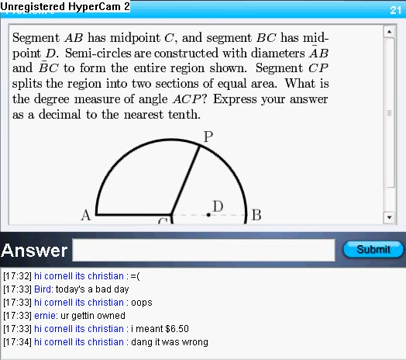 Unregistered HyperCam 2
21
Segment AB has midpoint C, and segment BC has mid-
point D. Semi-circles are constructed with diameters AB
and BC to form the entire region shown. Segment CP
splits the region into two sections of equal area. What is
the degree measure of angle ACP? Express your answer
as a decimal to the nearest tenth.
P
D
A
C
B
Answer
Submit
[17:32] hi cornell its christian : =(
[17:33] Bird: today's a bad day
[17:33] hi cornell its christian : oops
[17:33] ernie: ur gettin owned
[17:33] hi cornell its christian : i meant $6.50
[17:34] hi cornell its christian : dang it was wrong